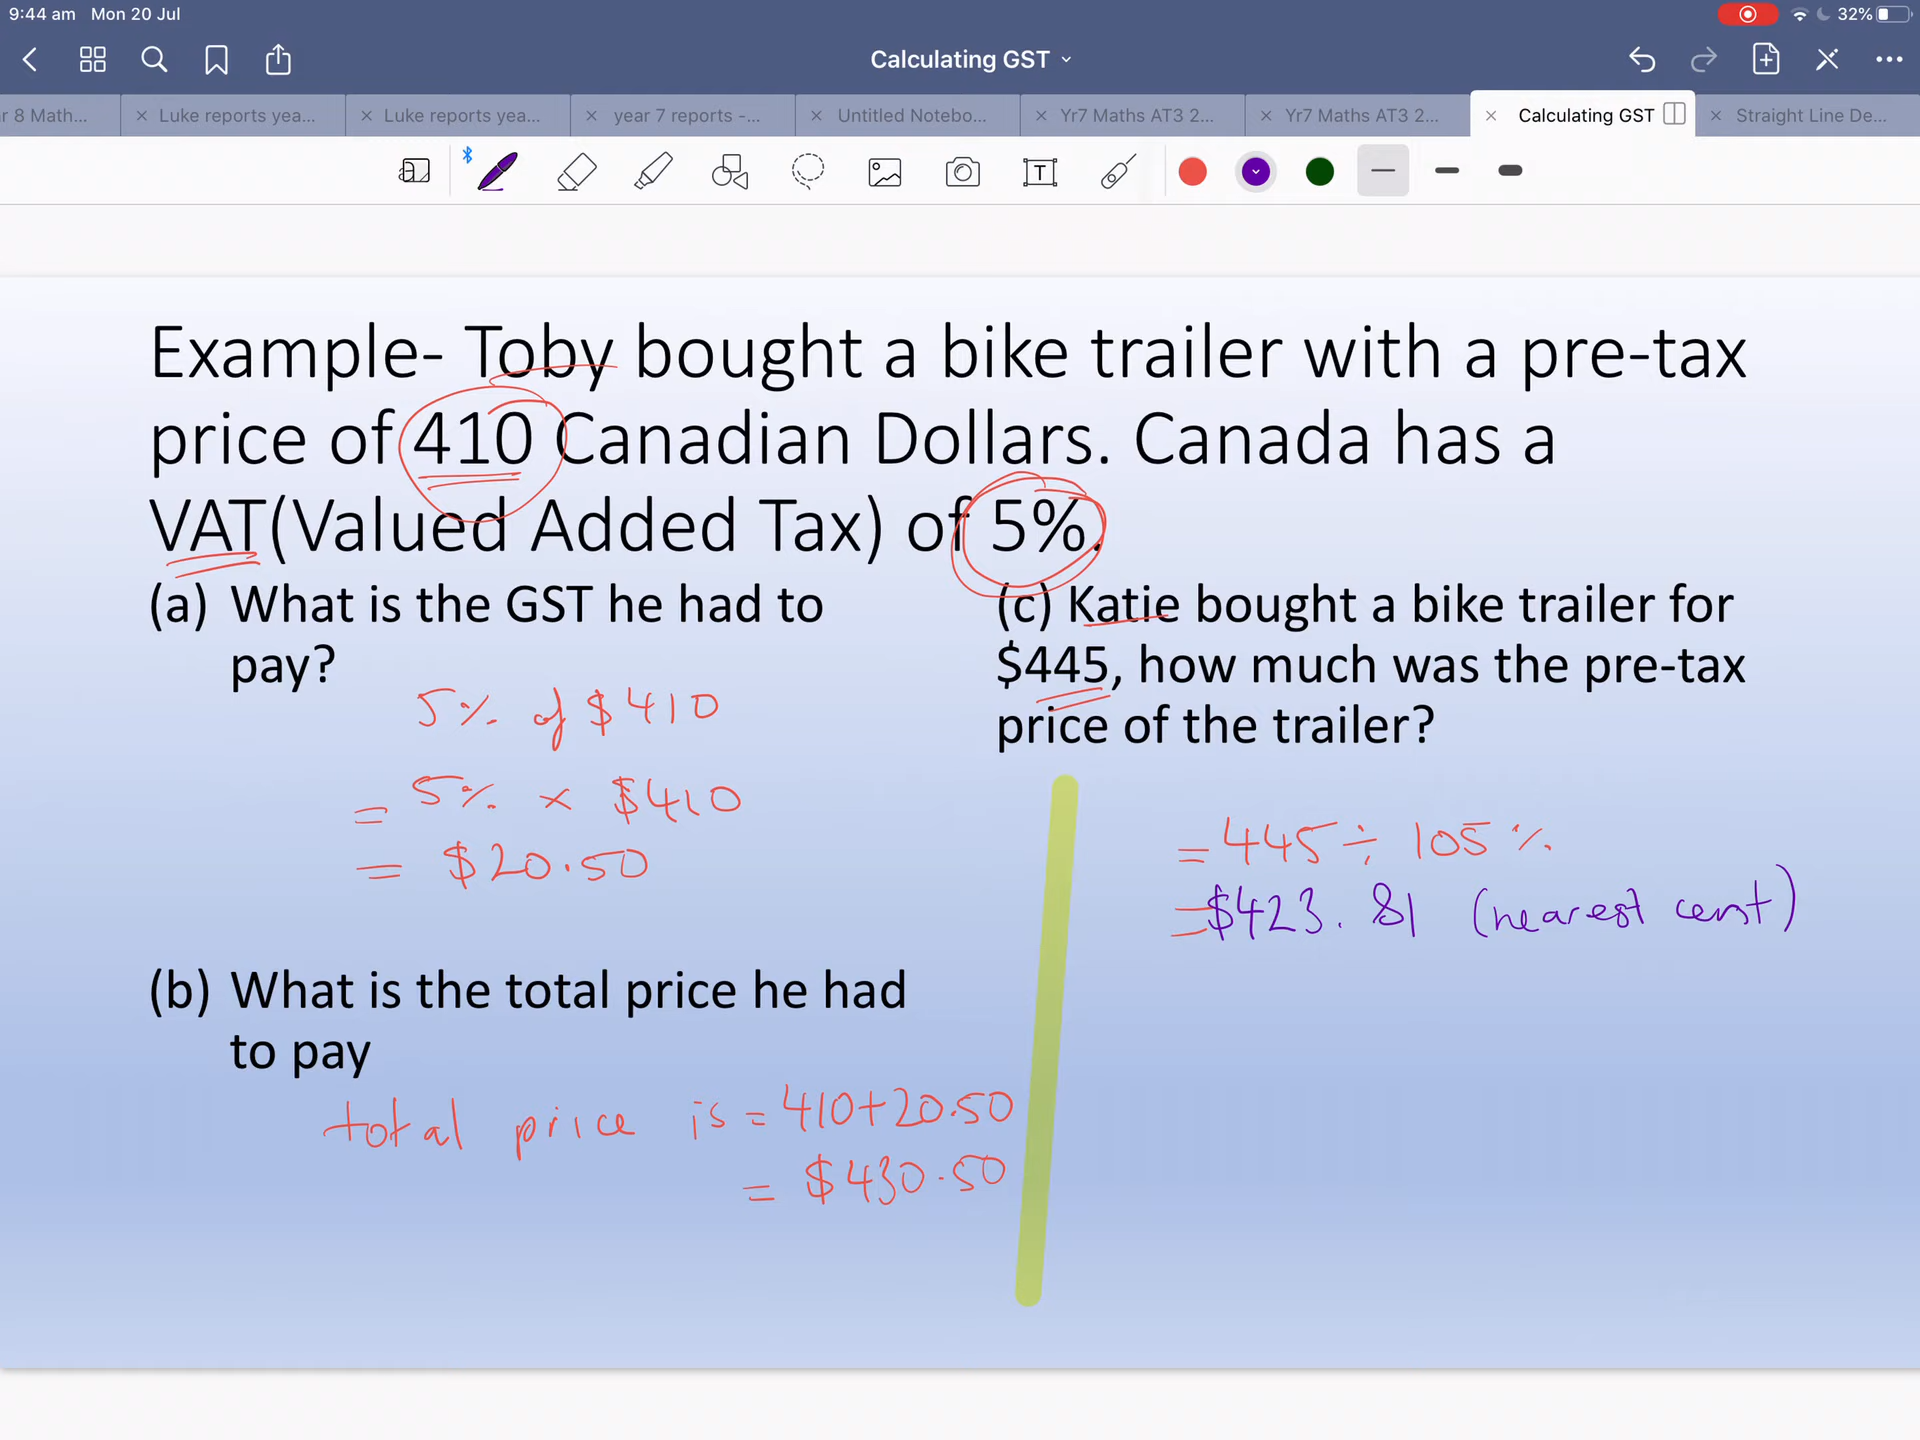 9:44 am Mon 20 Jul
32%
Calculating GST
r 8 Math...
Luke reports yea...
Luke reports yea...
year 7 reports -...
Untitled Notebo...
Yr7 Maths AT3 2...
Yr7 Maths AT3 2...
Calculating GST
Straight Line De...
Example- Toby bought a bike trailer with a pre-tax
price of 410 Canadian Dollars. Canada has a
VAT(Valued Added Tax) of 5%.
(a) What is the GST he had to
pay?
5% of $410
= 5% × $410
= $20.50
(b) What is the total price he had
to pay
total price is = 410+20.50
= $430.50
(c) Katie bought a bike trailer for
$445, how much was the pre-tax
price of the trailer?
= 445 ÷ 105%
= $423.81 (nearest cent)